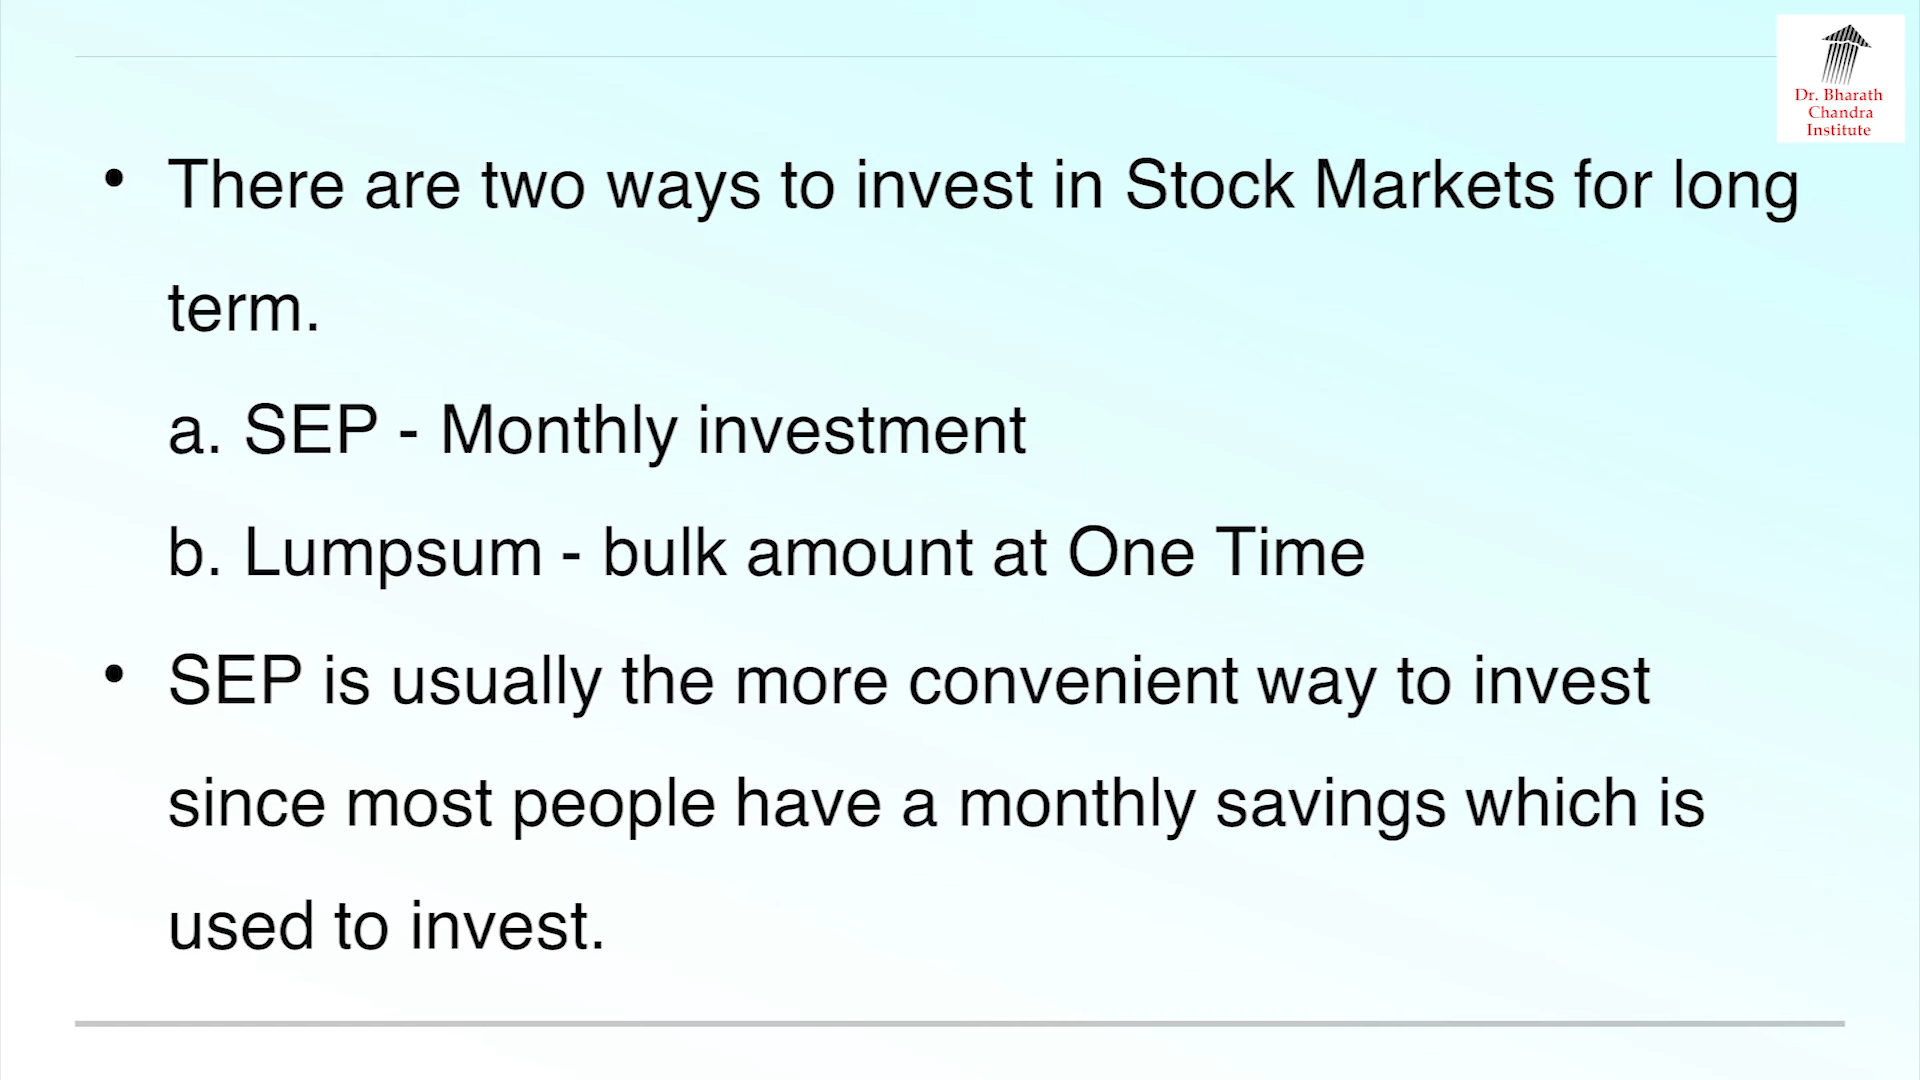 Dr. Bharath
Chandra
Institute
• There are two ways to invest in Stock Markets for long
term.
a. SEP - Monthly investment
b. Lumpsum - bulk amount at One Time
• SEP is usually the more convenient way to invest
since most people have a monthly savings which is
used to invest.